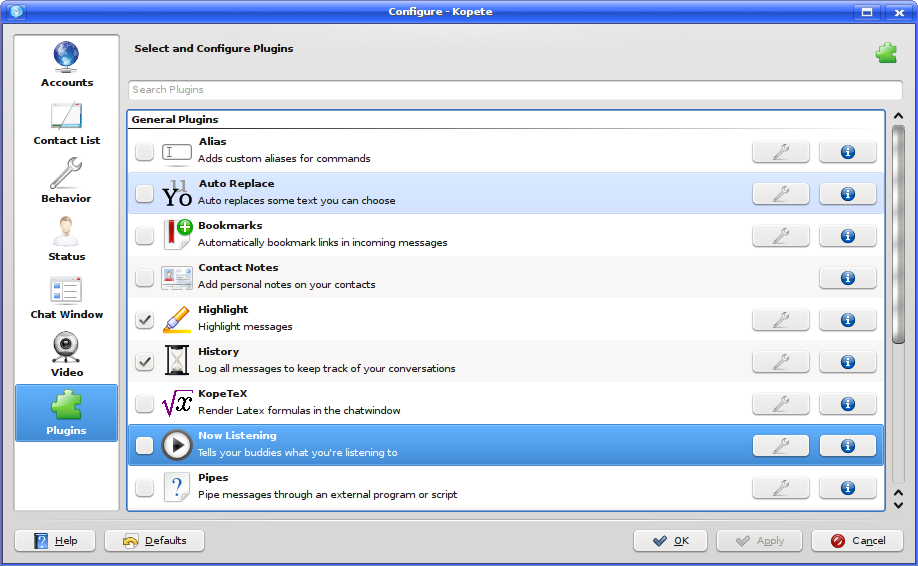 Configure - Kopete
Accounts
Contact List
Behavior
Status
Chat Window
Video
Plugins
Select and Configure Plugins
Search Plugins
General Plugins
Alias
Adds custom aliases for commands
Auto Replace
Auto replaces some text you can choose
Bookmarks
Automatically bookmark links in incoming messages
Contact Notes
Add personal notes on your contacts
Highlight
Highlight messages
History
Log all messages to keep track of your conversations
KopeTeX
Render Latex formulas in the chatwindow
Now Listening
Tells your buddies what you're listening to
Pipes
Pipe messages through an external program or script
Help
Defaults
OK
Apply
Cancel